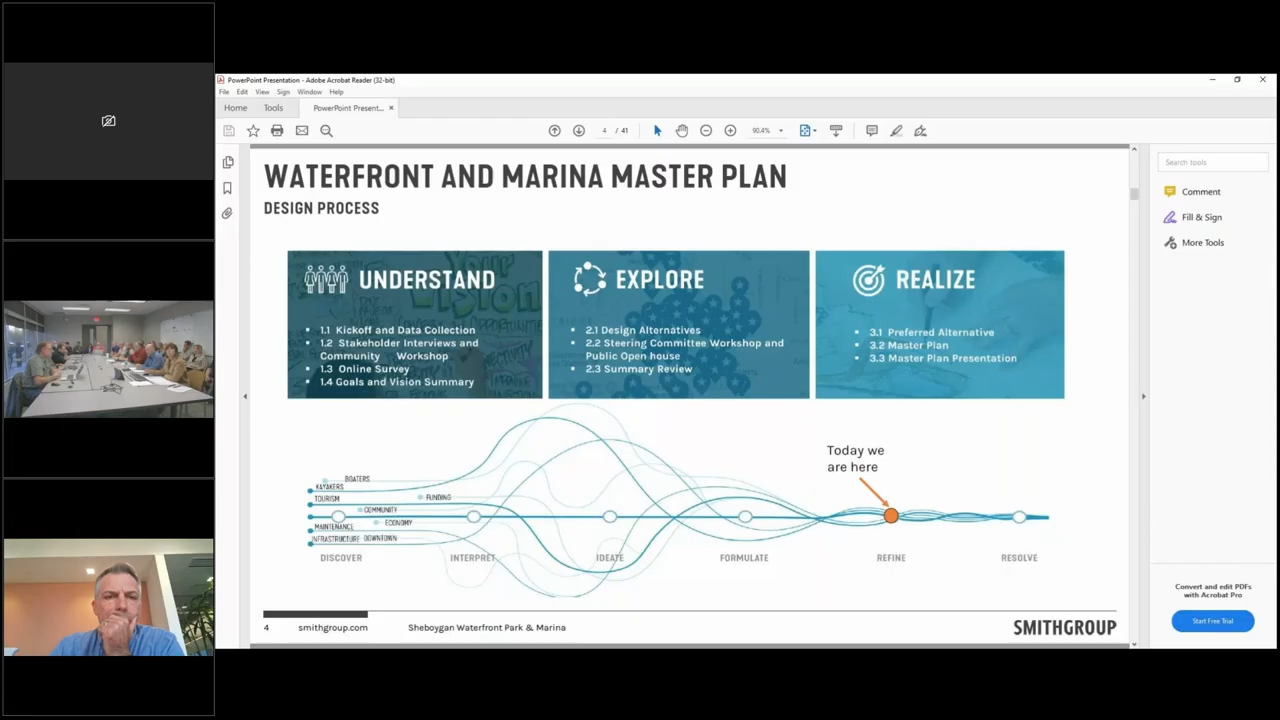 PowerPoint Presentation - Adobe Acrobat Reader (32-bit)
File Edit View Sign Window Help
Home Tools PowerPoint Present... ×
4 / 41 90.4%
WATERFRONT AND MARINA MASTER PLAN
DESIGN PROCESS
UNDERSTAND
1.1 Kickoff and Data Collection
1.2 Stakeholder Interviews and
Community Workshop
1.3 Online Survey
1.4 Goals and Vision Summary
EXPLORE
2.1 Design Alternatives
2.2 Steering Committee Workshop and
Public Open house
2.3 Summary Review
REALIZE
3.1 Preferred Alternative
3.2 Master Plan
3.3 Master Plan Presentation
Today we
are here
BOATERS
KAYAKERS
TOURISM
FUNDING
COMMUNITY
ECONOMY
MAINTENANCE
INFRASTRUCTURE DOWNTOWN
DISCOVER INTERPRET IDEATE FORMULATE REFINE RESOLVE
4 smithgroup.com Sheboygan Waterfront Park & Marina SMITHGROUP
Search tools
Comment
Fill & Sign
More Tools
Convert and edit PDFs
with Acrobat Pro
Start Free Trial